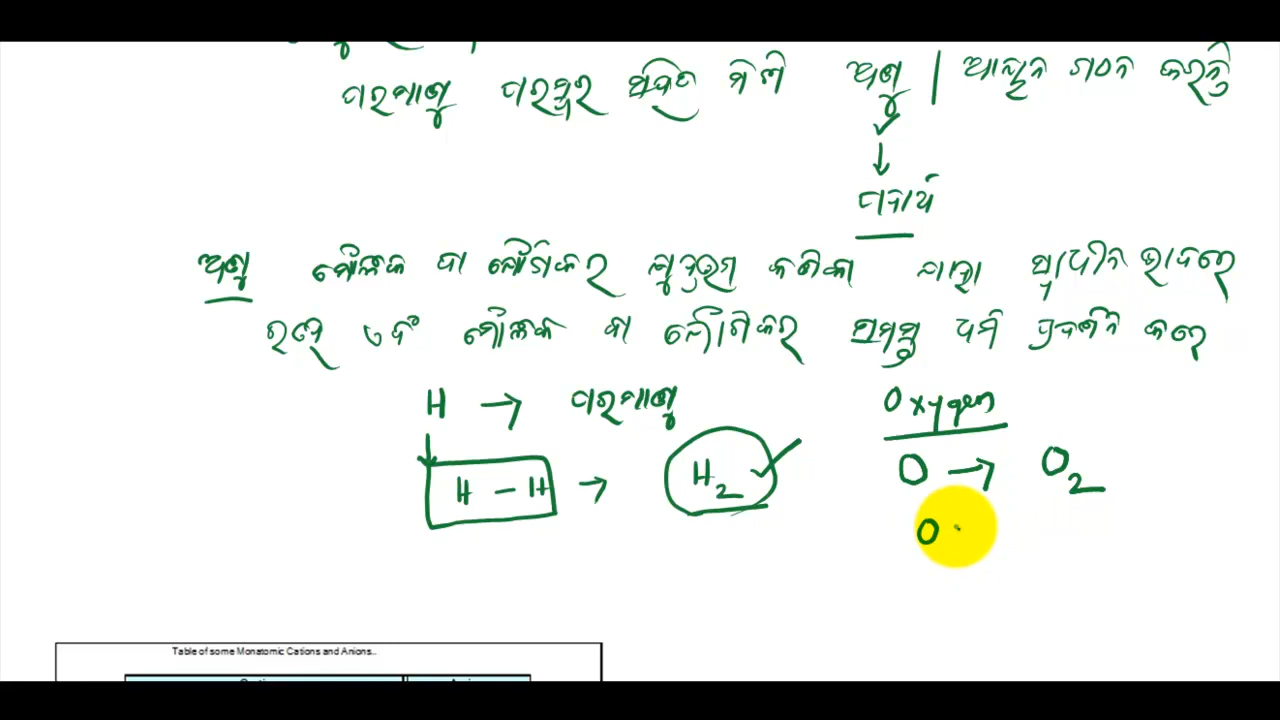 ପରମାଣୁ ପରସ୍ପର ସହିତ ମିଶି ଅଣୁ / ଆୟନ ଗଠନ କରନ୍ତି
ପଦାର୍ଥ
ଅଣୁ ମୌଳିକ ବା ଯୌଗିକର କ୍ଷୁଦ୍ରତମ କଣିକା ଯାହା ସ୍ୱାଧୀନ ଭାବରେ
ରହେ ଏବଂ ମୌଳିକ ବା ଯୌଗିକର ସମସ୍ତ ଧର୍ମ ପ୍ରଦର୍ଶନ କରେ
H → ପରମାଣୁ Oxygen
H – H → H₂ O → O₂
O
Table of some Monatomic Cations and Anions..